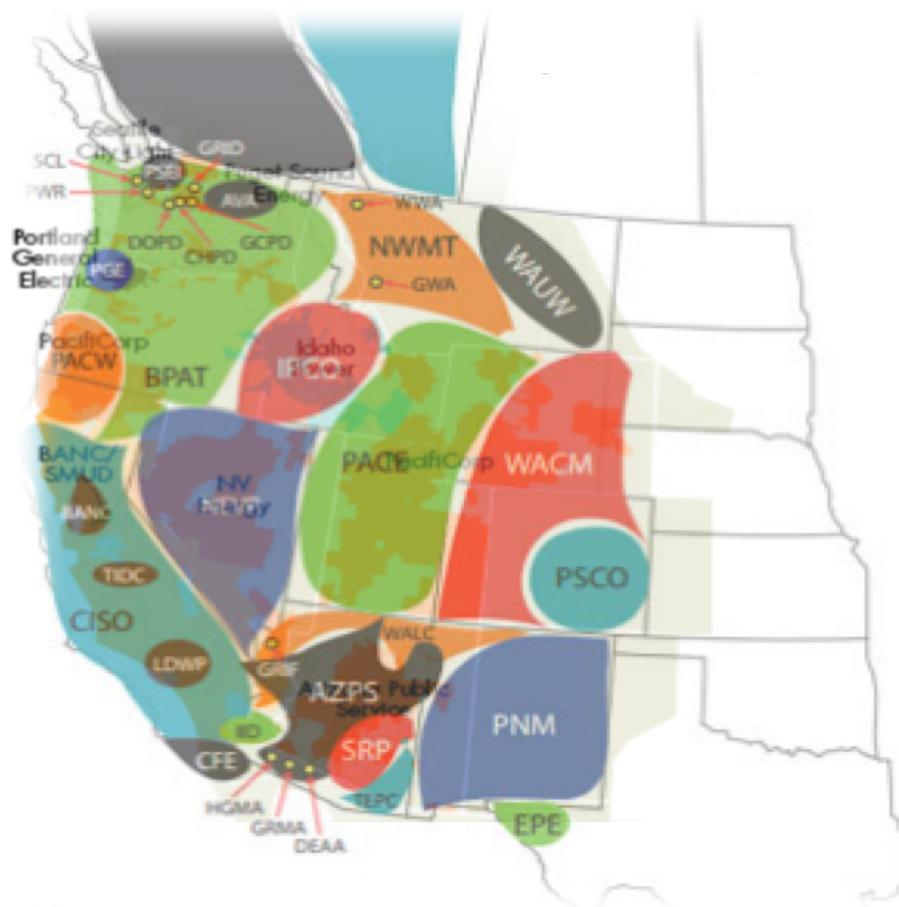 Seattle
City Light
GRID
SCL
PSEI
Puget Sound
Energy
PWR
AVA
WWA
DOPD
GCPD
CHPD
NWMT
WAUW
Portland
General
Electric
PGE
GWA
PacifiCorp
PACW
Idaho
Power
BPAT
BANC/
SMUD
NV
Energy
PACE
PacifiCorp
WACM
BANC
TIDC
PSCO
CISO
WALC
LDWP
GRIF
AZPS
Arizona Public
Service
PNM
IID
SRP
CFE
HGMA
TEPC
GRMA
EPE
DEAA